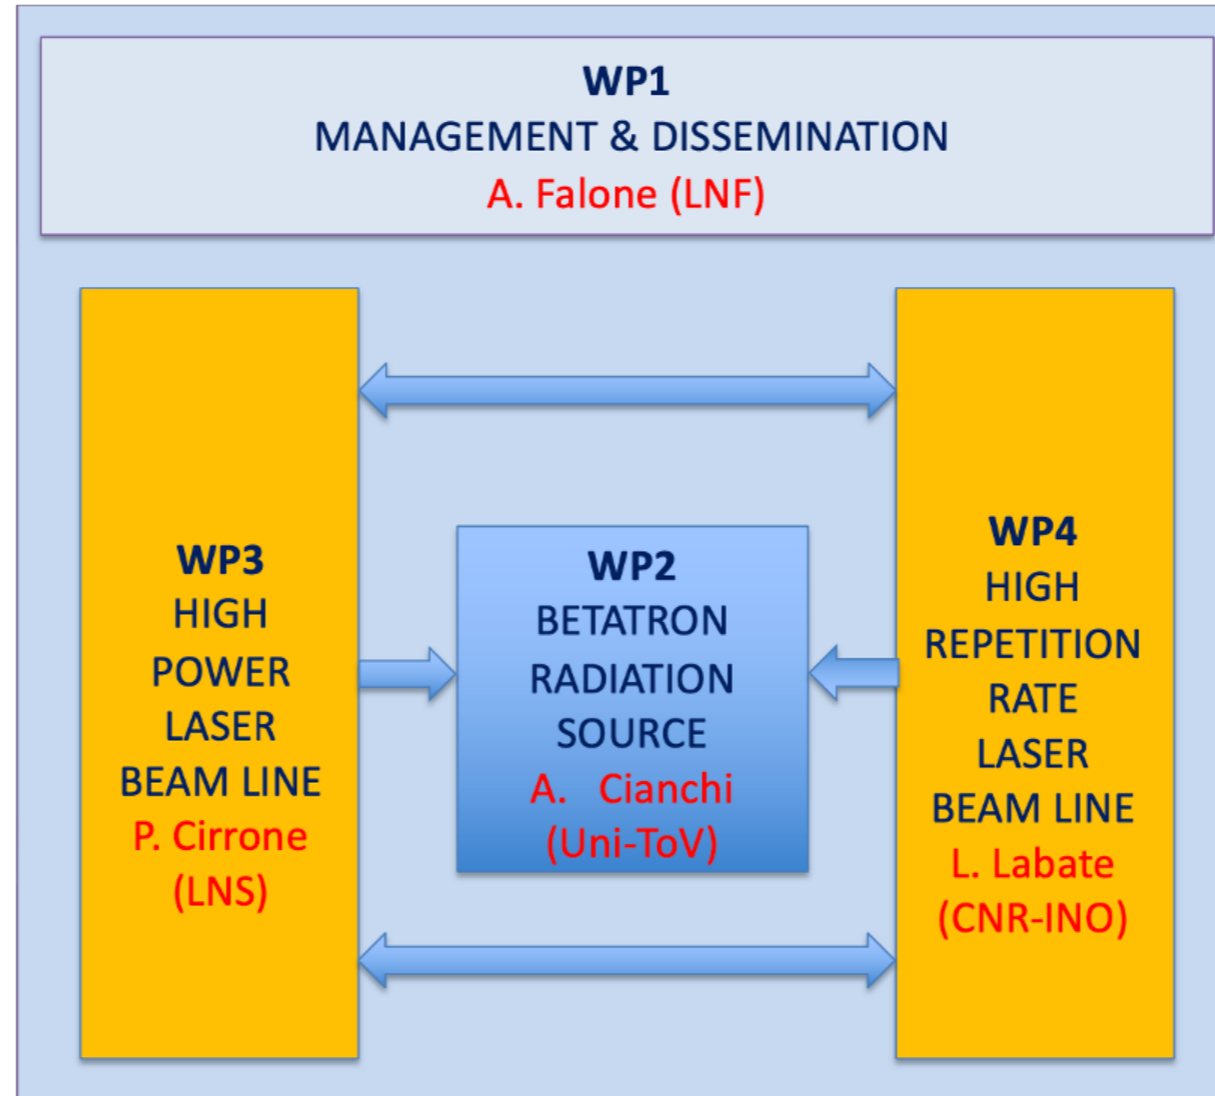 WP1
MANAGEMENT & DISSEMINATION
A. Falone (LNF)
WP3
HIGH
POWER
LASER
BEAM LINE
P. Cirrone
(LNS)
WP2
BETATRON
RADIATION
SOURCE
A. Cianchi
(Uni-ToV)
WP4
HIGH
REPETITION
RATE
LASER
BEAM LINE
L. Labate
(CNR-INO)